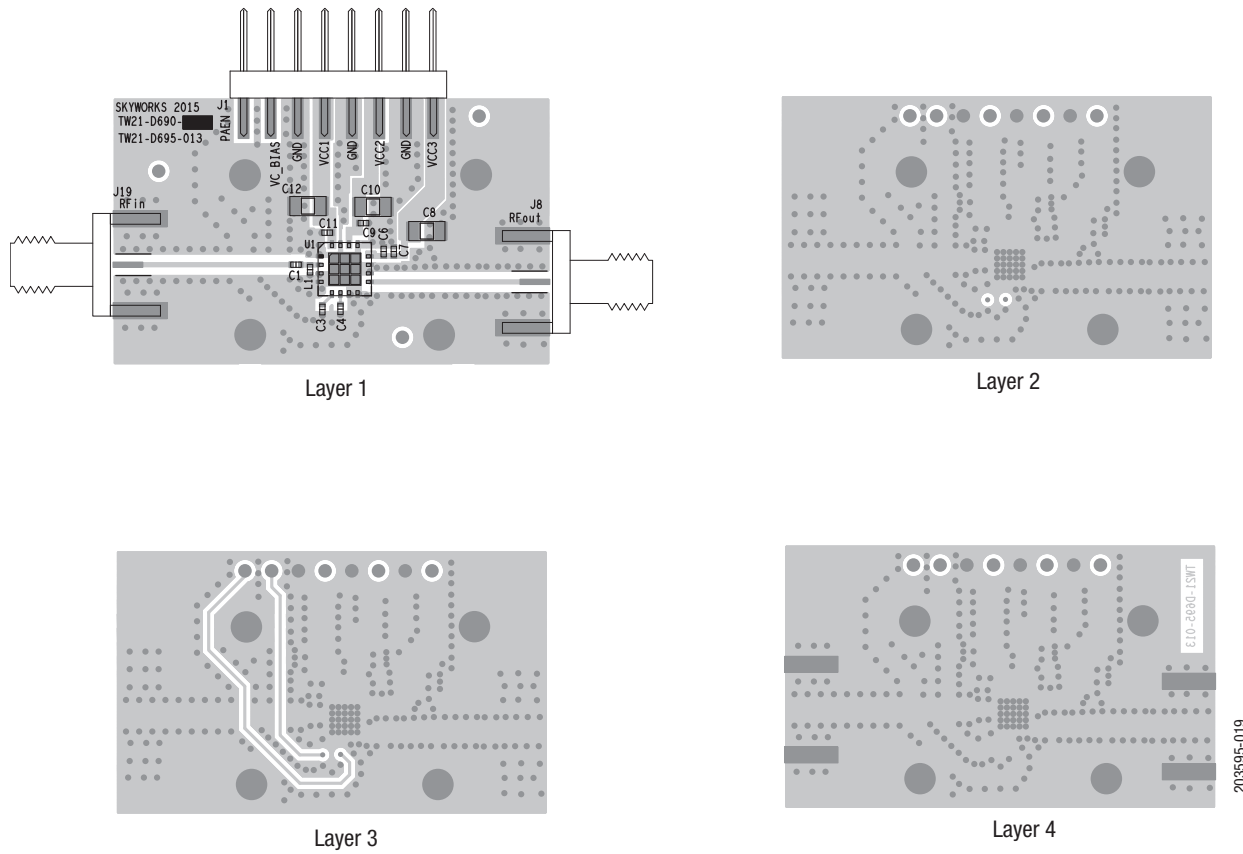 SKYWORKS 2015
TW21-D690-
TW21-D695-013
J1
PAEN
VC_BIAS
GND
VCC1
GND
VCC2
GND
VCC3
J19
RFin
C12
C10
C8
J8
RFout
C11
C9
C6
C7
U1
C1
L1
C3
C4
Layer 1
Layer 2
Layer 3
TW21-D695-013
Layer 4
203595-019